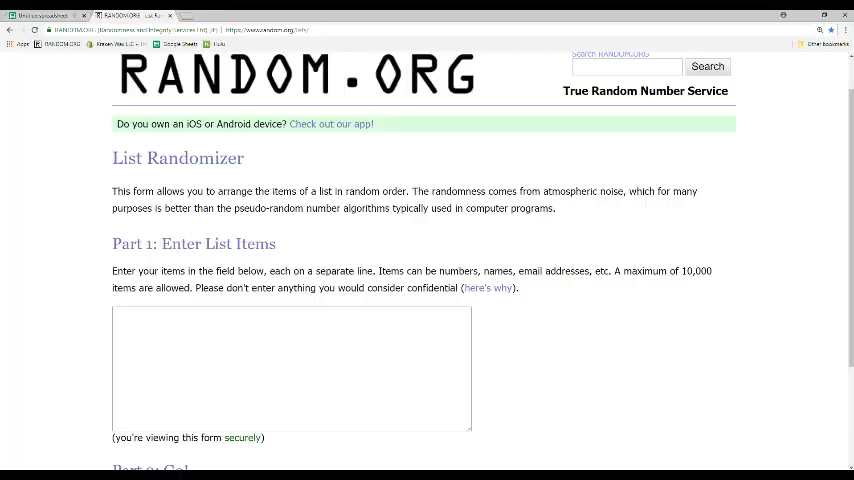 Untitled spreadsheet
RANDOM.ORG - List Ran
RANDOM.ORG [Randomness and Integrity Services Ltd] [IE] | https://www.random.org/lists/
Apps RANDOM.ORG Kraken Wax LLC Google Sheets Hulu Other bookmarks
RANDOM.ORG
Search RANDOM.ORG
Search
True Random Number Service
Do you own an iOS or Android device? Check out our app!
List Randomizer
This form allows you to arrange the items of a list in random order. The randomness comes from atmospheric noise, which for many
purposes is better than the pseudo-random number algorithms typically used in computer programs.
Part 1: Enter List Items
Enter your items in the field below, each on a separate line. Items can be numbers, names, email addresses, etc. A maximum of 10,000
items are allowed. Please don't enter anything you would consider confidential (here's why).
(you're viewing this form securely)
Part 2: Go!